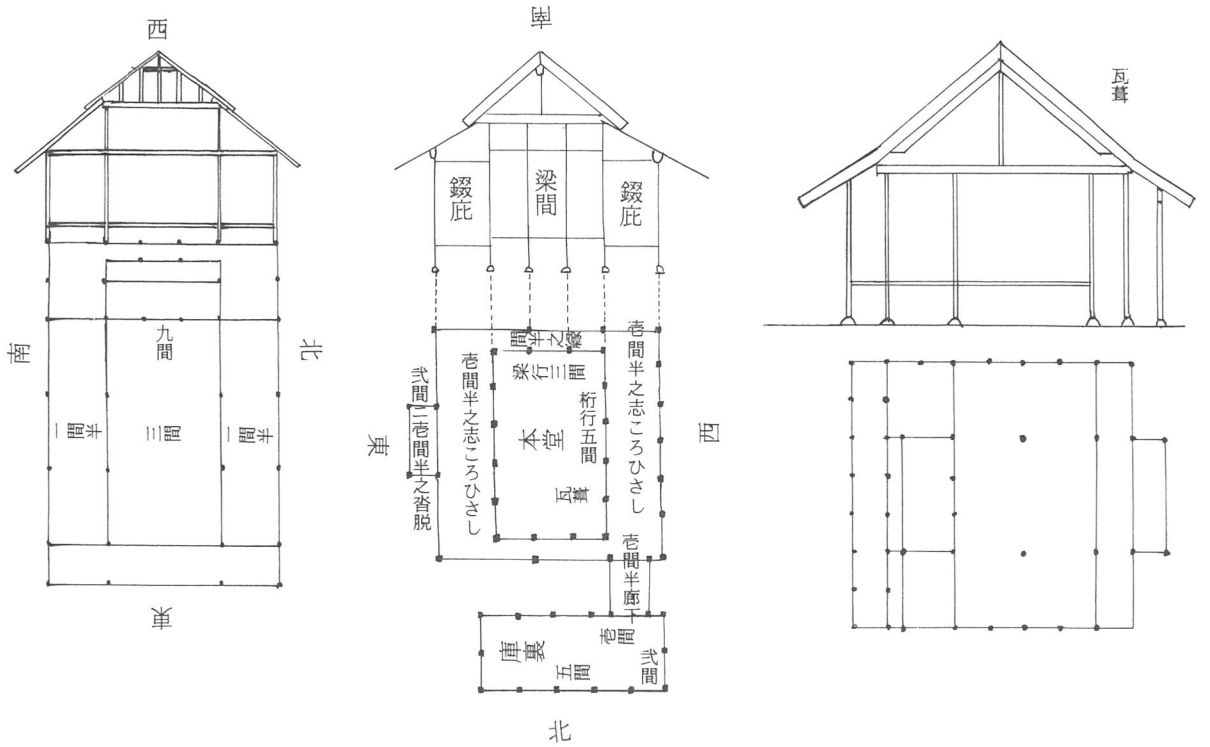 西
南
北
九間
一間半
三間
一間半
東
南
錣庇
梁間
錣庇
間半之縁
梁行三間
桁行五間
本堂
瓦葺
壱間半之志ころひさし
壱間半之志ころひさし
弐間ニ壱間半之沓脱
東
西
壱間半廊下
壱間
庫裏
五間
弐間
北
瓦葺